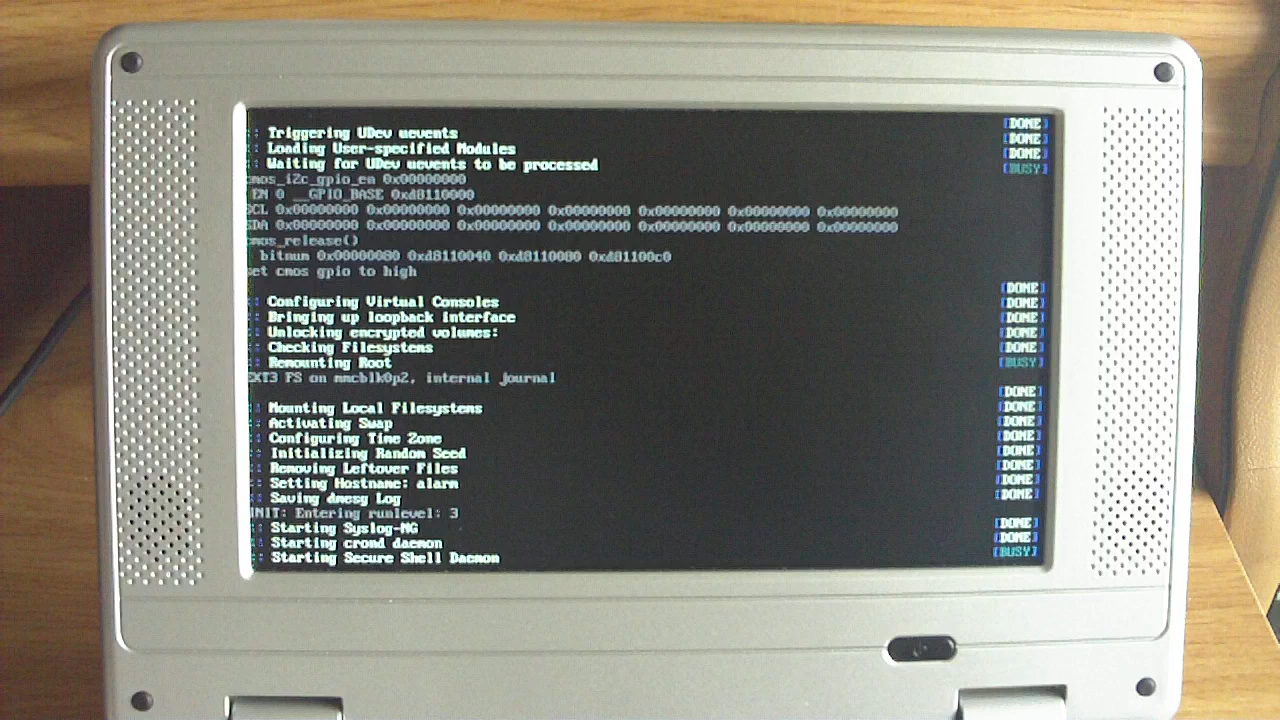 :: Triggering UDev uevents [DONE]
:: Loading User-specified Modules [DONE]
:: Waiting for UDev uevents to be processed [BUSY]
cmos_i2c_gpio_en 0x00000000
EN 0 __GPIO_BASE 0xd8110000
SCL 0x00000000 0x00000000 0x00000000 0x00000000 0x00000000 0x00000000 0x00000000
SDA 0x00000000 0x00000000 0x00000000 0x00000000 0x00000000 0x00000000 0x00000000
cmos_release()
bitnum 0x00000080 0xd8110040 0xd8110080 0xd81100c0
set cmos gpio to high
[DONE]
:: Configuring Virtual Consoles [DONE]
:: Bringing up loopback interface [DONE]
:: Unlocking encrypted volumes: [DONE]
:: Checking Filesystems [DONE]
:: Remounting Root [BUSY]
EXT3 FS on mmcblk0p2, internal journal
[DONE]
:: Mounting Local Filesystems [DONE]
:: Activating Swap [DONE]
:: Configuring Time Zone [DONE]
:: Initializing Random Seed [DONE]
:: Removing Leftover Files [DONE]
:: Setting Hostname: alarm [DONE]
:: Saving dmesg Log [DONE]
INIT: Entering runlevel: 3
:: Starting Syslog-NG [DONE]
:: Starting crond daemon [DONE]
:: Starting Secure Shell Daemon [BUSY]